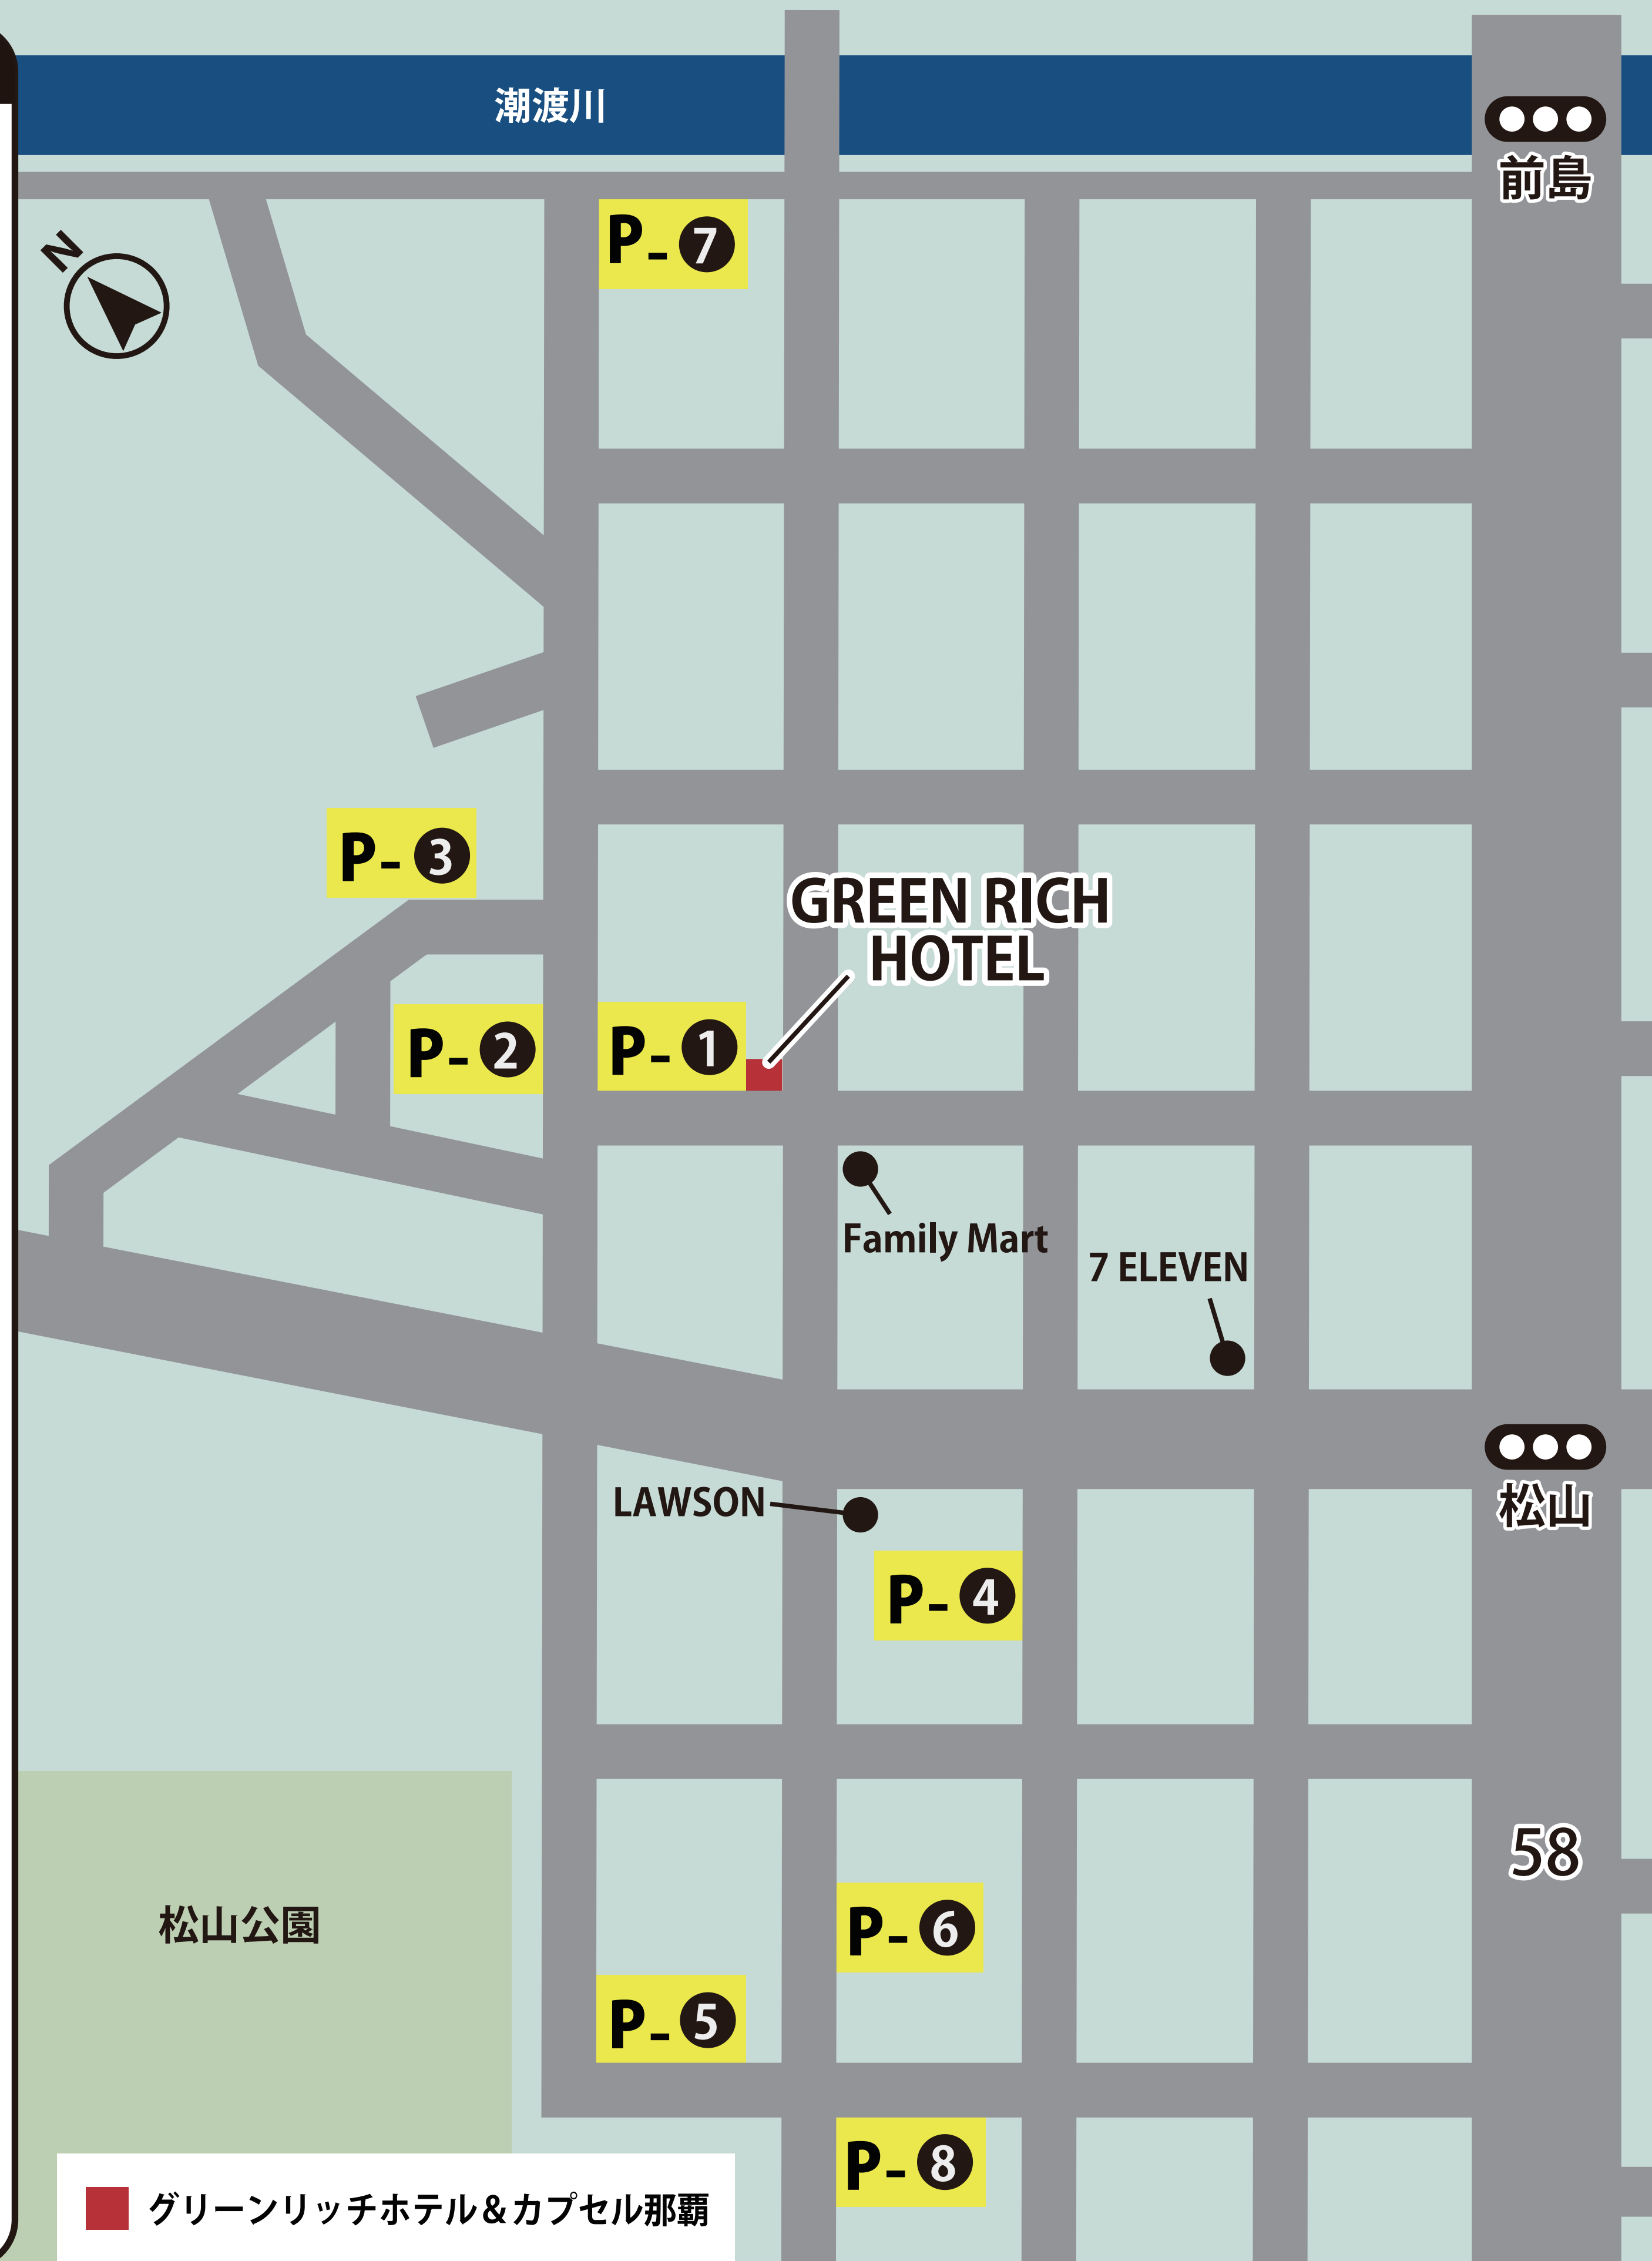 潮渡川
前島
N
P-7
P-3
GREEN RICH
HOTEL
P-2
P-1
Family Mart
7 ELEVEN
LAWSON
松山
P-4
58
松山公園
P-6
P-5
P-8
グリーンリッチホテル&カプセル那覇